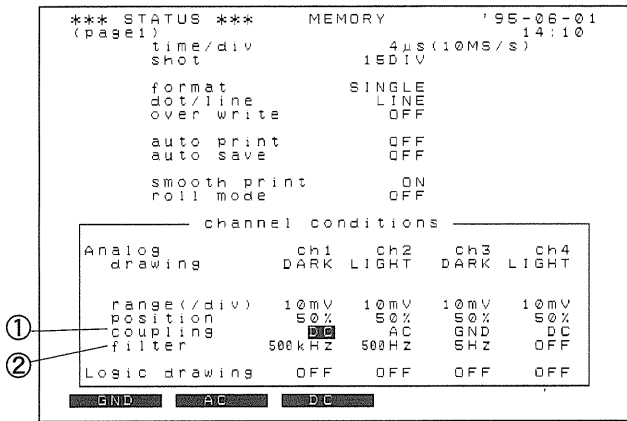 *** STATUS *** MEMORY '95-06-01
(page1) 14:10
time/div 4µs(10MS/s)
shot 15DIV
format SINGLE
dot/line LINE
over write OFF
auto print OFF
auto save OFF
smooth print ON
roll mode OFF
channel conditions
Analog ch1 ch2 ch3 ch4
drawing DARK LIGHT DARK LIGHT
range(/div) 10mV 10mV 10mV 10mV
position 50% 50% 50% 50%
① coupling DC AC GND DC
② filter 500kHz 500Hz 5Hz OFF
Logic drawing OFF OFF OFF OFF
GND AC DC